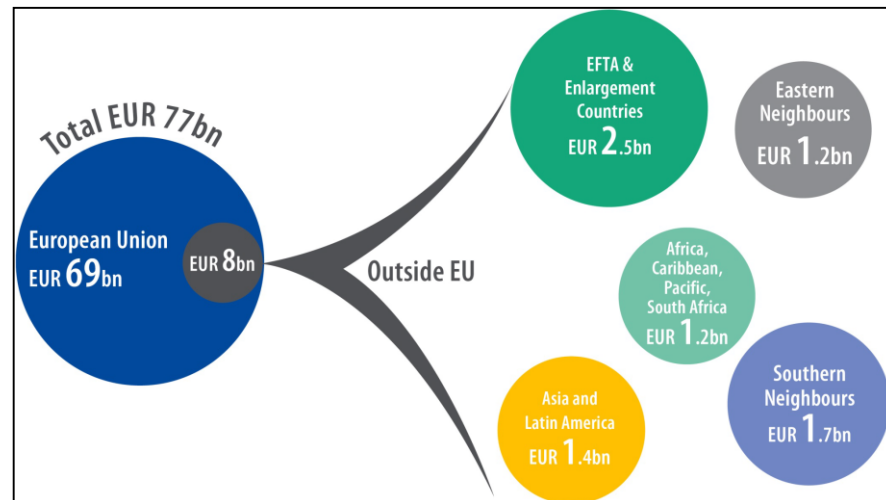 Total EUR 77bn
European Union
EUR 69bn
EUR 8bn
Outside EU
EFTA &
Enlargement
Countries
EUR 2.5bn
Eastern
Neighbours
EUR 1.2bn
Africa,
Caribbean,
Pacific,
South Africa
EUR 1.2bn
Asia and
Latin America
EUR 1.4bn
Southern
Neighbours
EUR 1.7bn